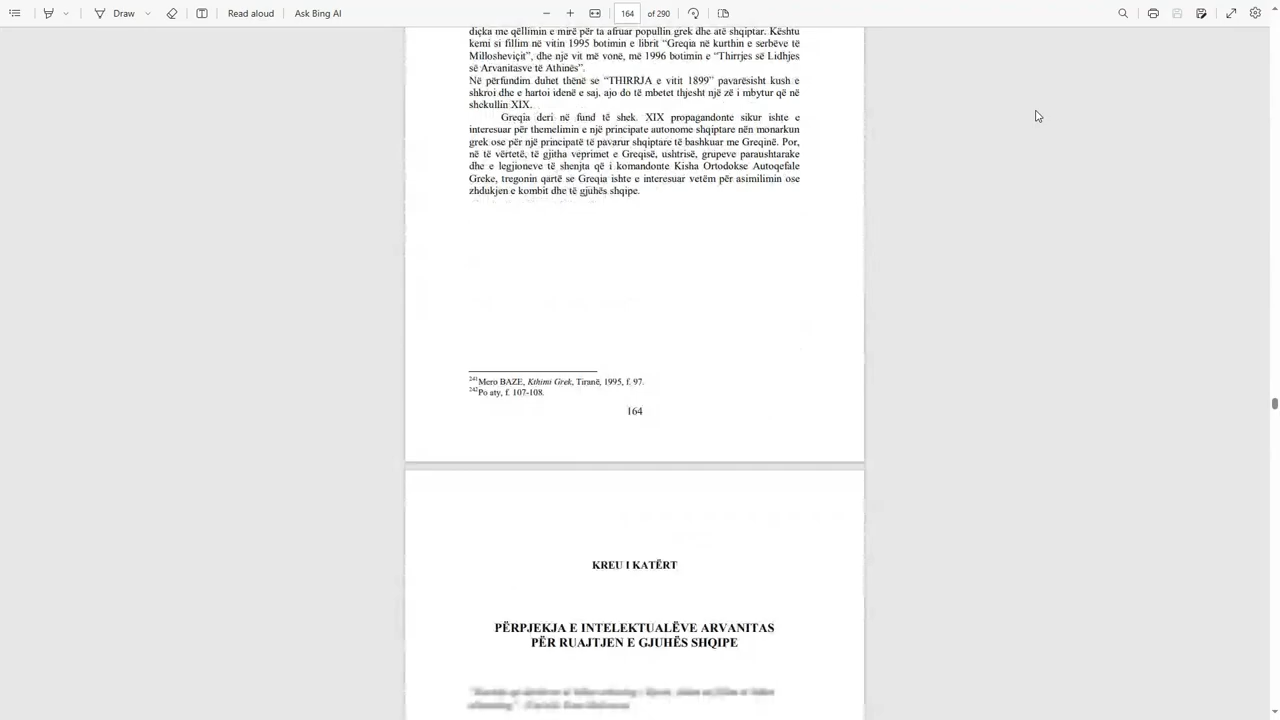 Draw
Read aloud
Ask Bing AI
164 of 290
diçka me qëllimin e mirë për ta afruar popullin grek dhe atë shqiptar. Kështu
kemi si fillim në vitin 1995 botimin e librit “Greqia në kurthin e serbëve të
Millosheviçit”, dhe një vit më vonë, më 1996 botimin e “Thirrjes së Lidhjes
së Arvanitasve të Athinës”.
Në përfundim duhet thënë se “THIRRJA e vitit 1899” pavarësisht kush e
shkroi dhe e hartoi idenë e saj, ajo do të mbetet thjesht një zë i mbytur që në
shekullin XIX.
Greqia deri në fund të shek. XIX propagandonte sikur ishte e
interesuar për themelimin e një principate autonome shqiptare nën monarkun
grek ose për një principatë të pavarur shqiptare të bashkuar me Greqinë. Por,
në të vërtetë, të gjitha veprimet e Greqisë, ushtrisë, grupeve paraushtarake
dhe e legjioneve të shenjta që i komandonte Kisha Ortodokse Autoqefale
Greke, tregonin qartë se Greqia ishte e interesuar vetëm për asimilimin ose
zhdukjen e kombit dhe të gjuhës shqipe.
241 Mero BAZE, Kthimi Grek, Tiranë, 1995, f. 97.
242 Po aty, f. 107-108.
164
KREU I KATËRT
PËRPJEKJA E INTELEKTUALËVE ARVANITAS
PËR RUAJTJEN E GJUHËS SHQIPE